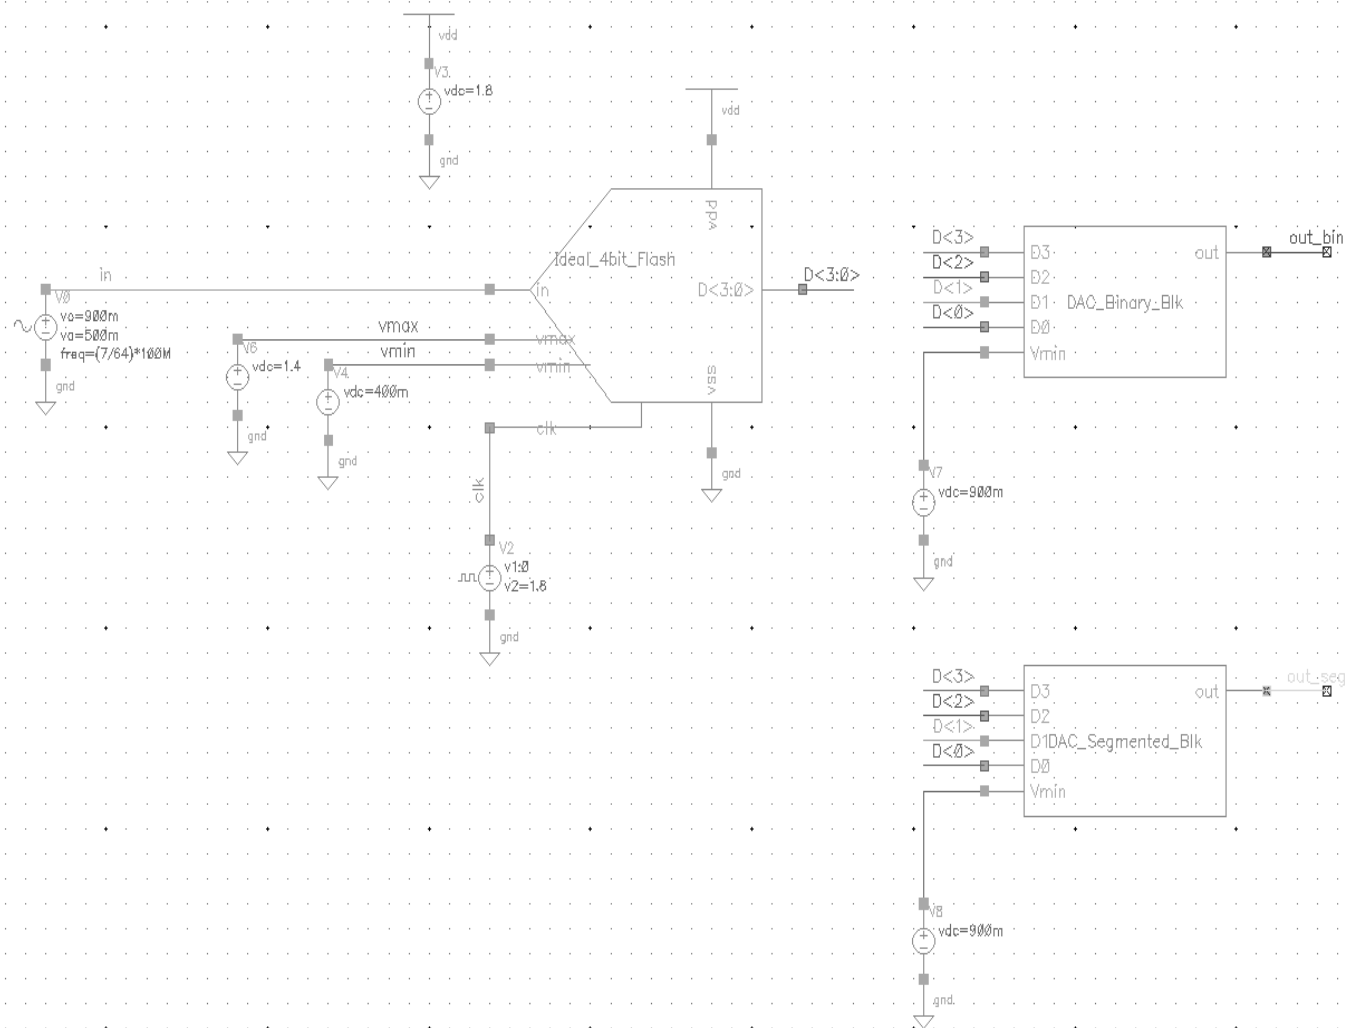 vdd
V3
vdc=1.8
gnd
vdd
vdd
Ideal_4bit_Flash
in
V0
vo=900m
va=500m
freq=(7/64)*100M
gnd
in
D<3:0>
D<3:0>
vmax
vmax
V6
vdc=1.4
gnd
vmin
vmin
V4
vdc=400m
gnd
vss
gnd
clk
clk
V2
v1:0
v2=1.8
gnd
D<3>
D<2>
D<1>
D<0>
D3
D2
D1
D0
Vmin
DAC_Binary_Blk
out
out_bin
V7
vdc=900m
gnd
D<3>
D<2>
D<1>
D<0>
D3
D2
D1
D0
Vmin
DAC_Segmented_Blk
out
out_seg
V8
vdc=900m
gnd